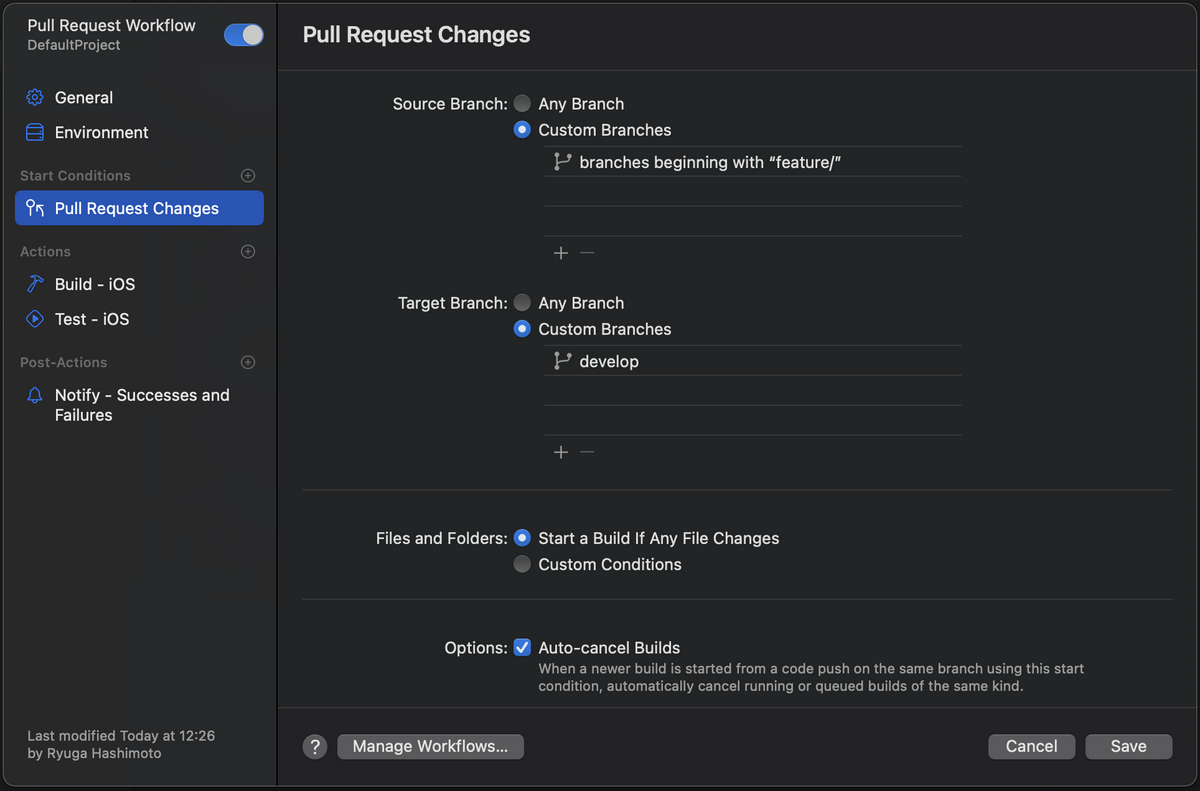 Pull Request Workflow
DefaultProject
General
Environment
Start Conditions
Pull Request Changes
Actions
Build - iOS
Test - iOS
Post-Actions
Notify - Successes and
Failures
Last modified Today at 12:26
by Ryuga Hashimoto
Pull Request Changes
Source Branch: Any Branch
Custom Branches
branches beginning with “feature/”
Target Branch: Any Branch
Custom Branches
develop
Files and Folders: Start a Build If Any File Changes
Custom Conditions
Options: Auto-cancel Builds
When a newer build is started from a code push on the same branch using this start
condition, automatically cancel running or queued builds of the same kind.
? Manage Workflows... Cancel Save